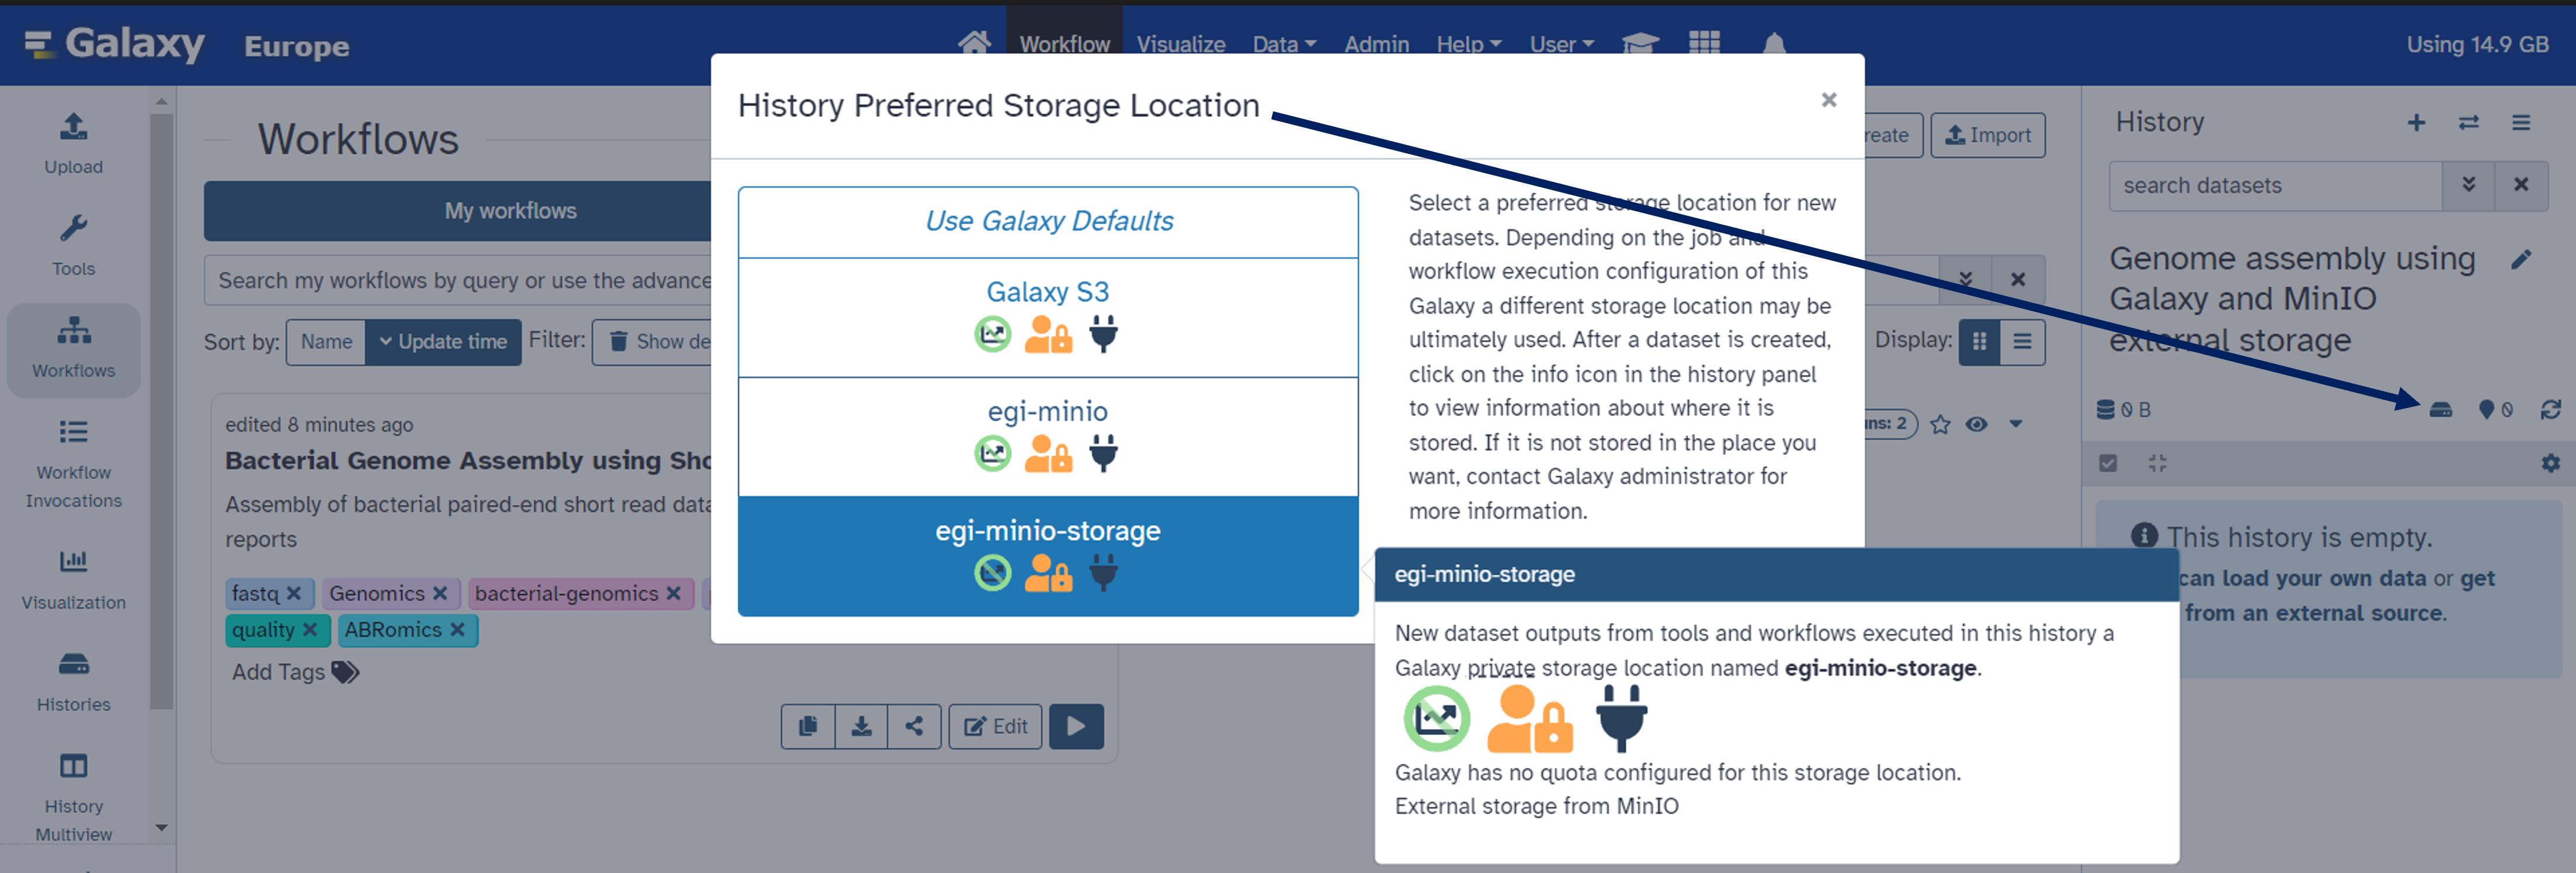 Galaxy Europe
Workflow Visualize Data Admin Help User
Using 14.9 GB
Upload
Tools
Workflows
Workflow
Invocations
Visualization
Histories
History
Multiview
Workflows
Import
My workflows
Search my workflows by query or use the advance
Sort by: Name Update time Filter: Show de
Display:
edited 8 minutes ago
Bacterial Genome Assembly using Sho
Assembly of bacterial paired-end short read data
reports
fastq Genomics bacterial-genomics
quality ABRomics
Add Tags
Edit
reate
ns: 2
History Preferred Storage Location
Use Galaxy Defaults
Galaxy S3
egi-minio
egi-minio-storage
Select a preferred storage location for new
datasets. Depending on the job and
workflow execution configuration of this
Galaxy a different storage location may be
ultimately used. After a dataset is created,
click on the info icon in the history panel
to view information about where it is
stored. If it is not stored in the place you
want, contact Galaxy administrator for
more information.
egi-minio-storage
New dataset outputs from tools and workflows executed in this history a
Galaxy private storage location named egi-minio-storage.
Galaxy has no quota configured for this storage location.
External storage from MinIO
History
search datasets
Genome assembly using
Galaxy and MinIO
external storage
0 B
0
This history is empty.
can load your own data or get
from an external source.